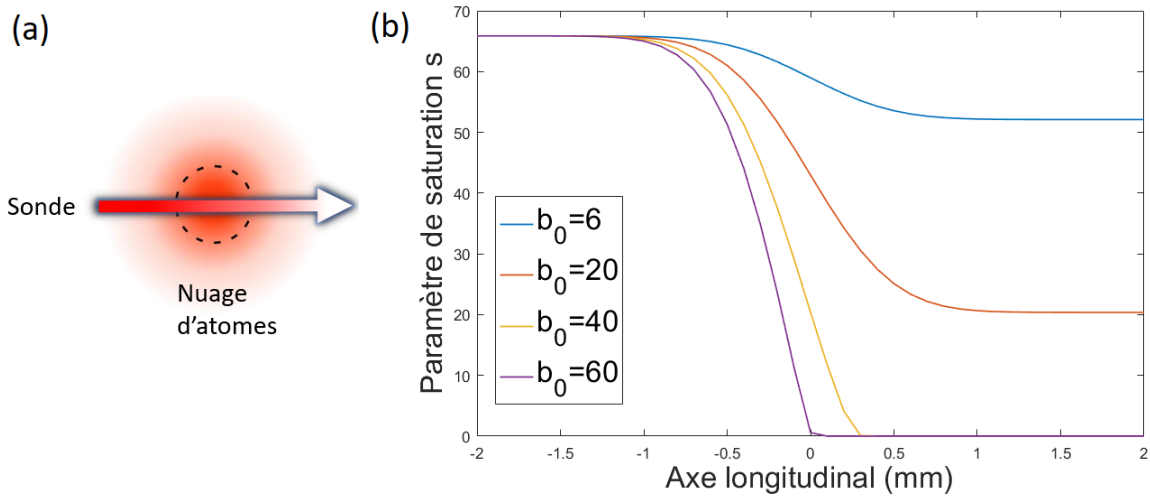 (a)
Sonde
Nuage
d'atomes
(b)
Paramètre de saturation s
70
60
50
40
30
20
10
0
b₀=6
b₀=20
b₀=40
b₀=60
-2
-1.5
-1
-0.5
0
0.5
1
1.5
2
Axe longitudinal (mm)